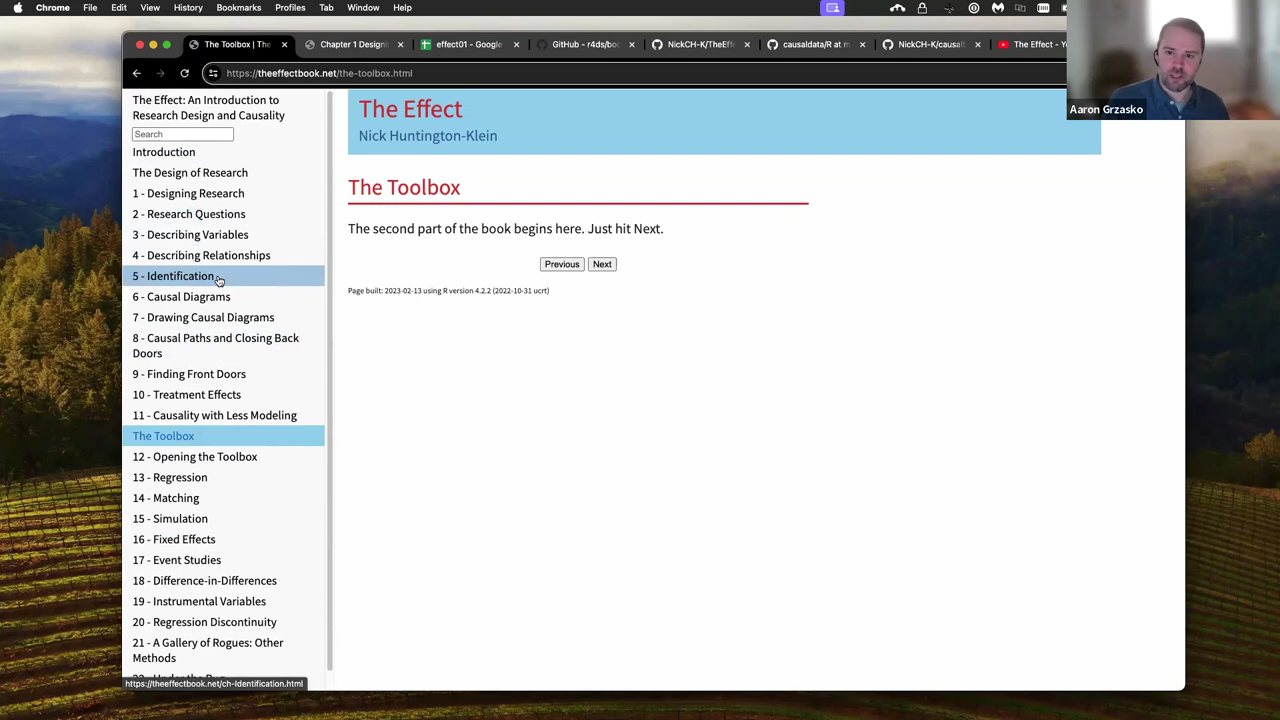 Chrome File Edit View History Bookmarks Profiles Tab Window Help
The Toolbox | The
Chapter 1 Designi
effect01 - Google
GitHub - r4ds/boo
NickCH-K/TheEffe
causaldata/R at m
NickCH-K/causalt
The Effect - Yo
https://theeffectbook.net/the-toolbox.html
Aaron Grzasko
The Effect: An Introduction to
Research Design and Causality
Search
Introduction
The Design of Research
1 - Designing Research
2 - Research Questions
3 - Describing Variables
4 - Describing Relationships
5 - Identification
6 - Causal Diagrams
7 - Drawing Causal Diagrams
8 - Causal Paths and Closing Back
Doors
9 - Finding Front Doors
10 - Treatment Effects
11 - Causality with Less Modeling
The Toolbox
12 - Opening the Toolbox
13 - Regression
14 - Matching
15 - Simulation
16 - Fixed Effects
17 - Event Studies
18 - Difference-in-Differences
19 - Instrumental Variables
20 - Regression Discontinuity
21 - A Gallery of Rogues: Other
Methods
https://theeffectbook.net/ch-Identification.html
The Effect
Nick Huntington-Klein
The Toolbox
The second part of the book begins here. Just hit Next.
Previous Next
Page built: 2023-02-13 using R version 4.2.2 (2022-10-31 ucrt)